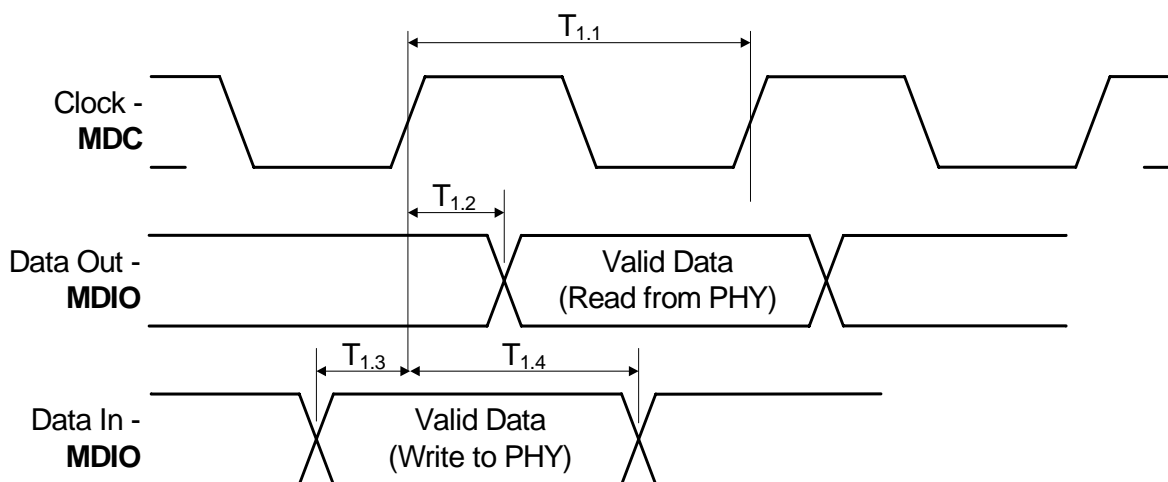 T1.1
Clock -
MDC
T1.2
Data Out -
MDIO
Valid Data
(Read from PHY)
T1.3
T1.4
Data In -
MDIO
Valid Data
(Write to PHY)